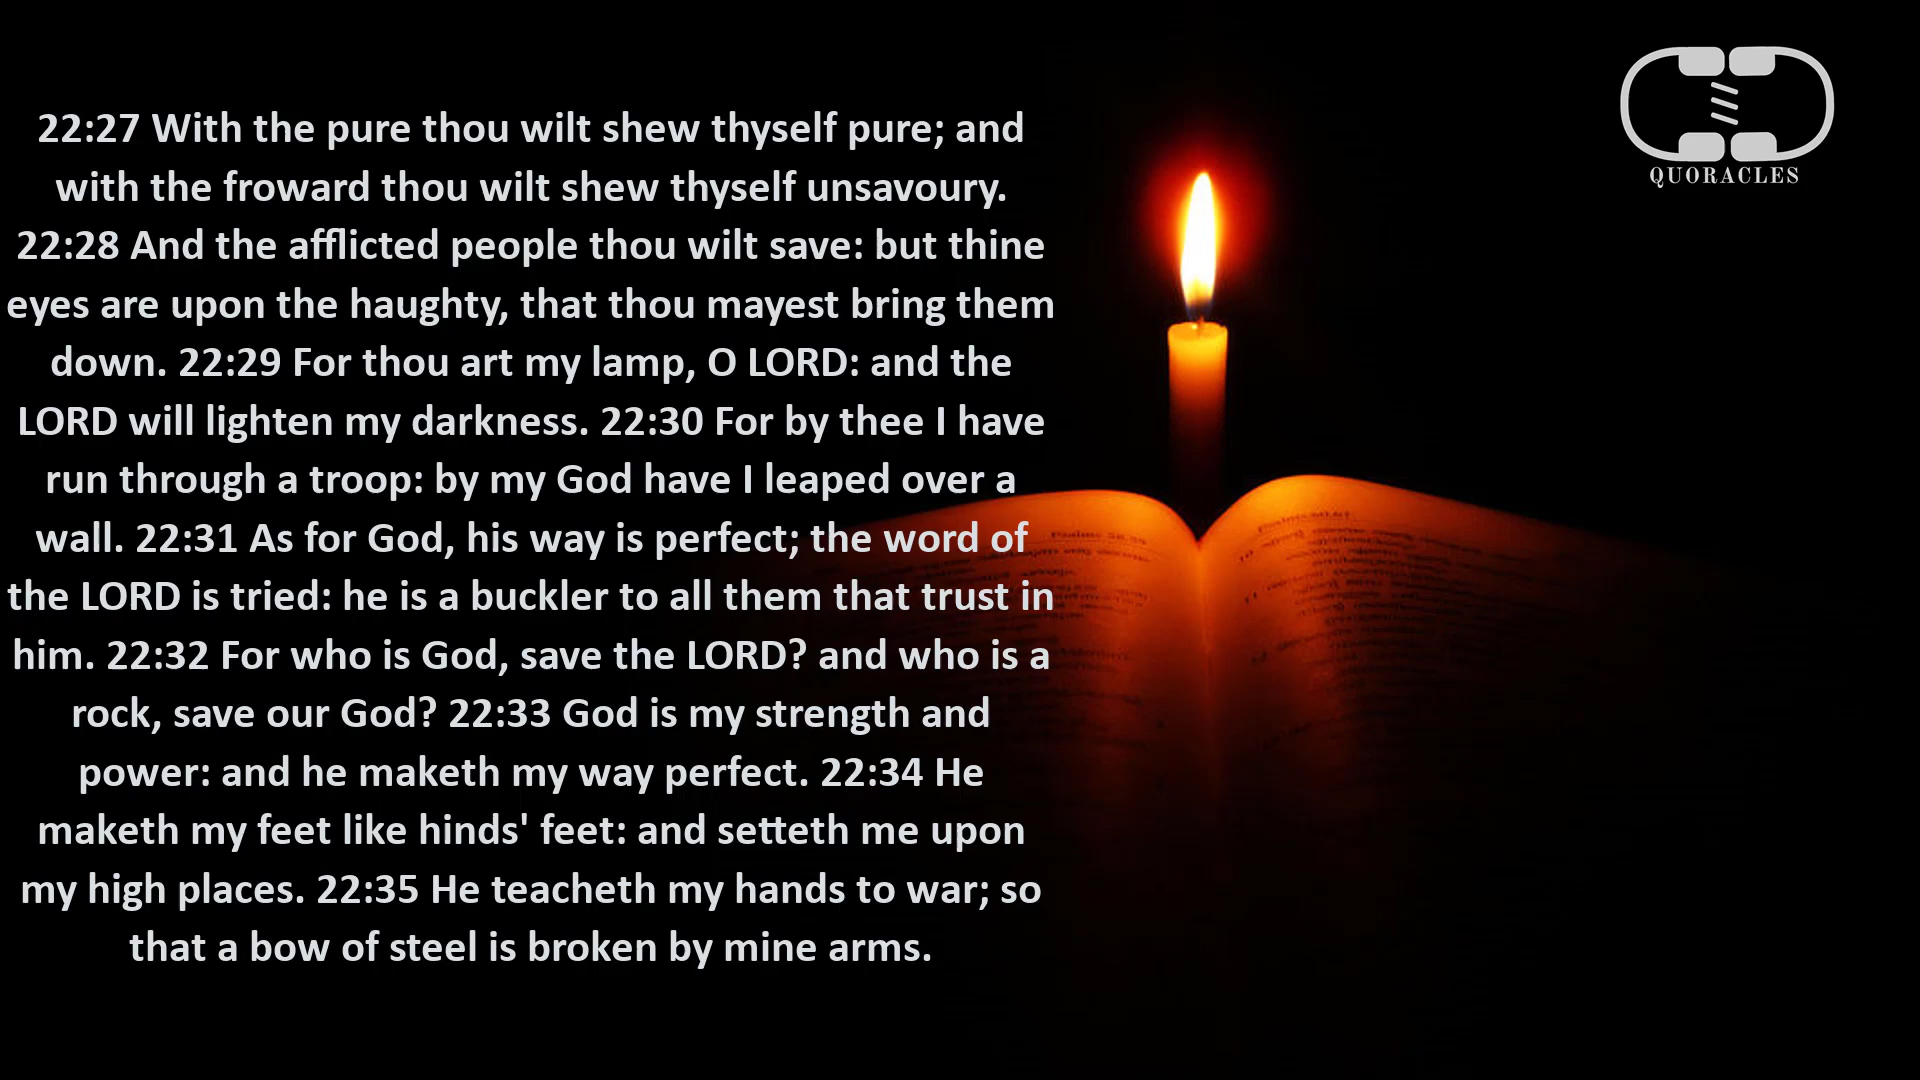 22:27 With the pure thou wilt shew thyself pure; and
with the froward thou wilt shew thyself unsavoury.
22:28 And the afflicted people thou wilt save: but thine
eyes are upon the haughty, that thou mayest bring them
down. 22:29 For thou art my lamp, O LORD: and the
LORD will lighten my darkness. 22:30 For by thee I have
run through a troop: by my God have I leaped over a
wall. 22:31 As for God, his way is perfect; the word of
the LORD is tried: he is a buckler to all them that trust in
him. 22:32 For who is God, save the LORD? and who is a
rock, save our God? 22:33 God is my strength and
power: and he maketh my way perfect. 22:34 He
maketh my feet like hinds' feet: and setteth me upon
my high places. 22:35 He teacheth my hands to war; so
that a bow of steel is broken by mine arms.
QUORACLES